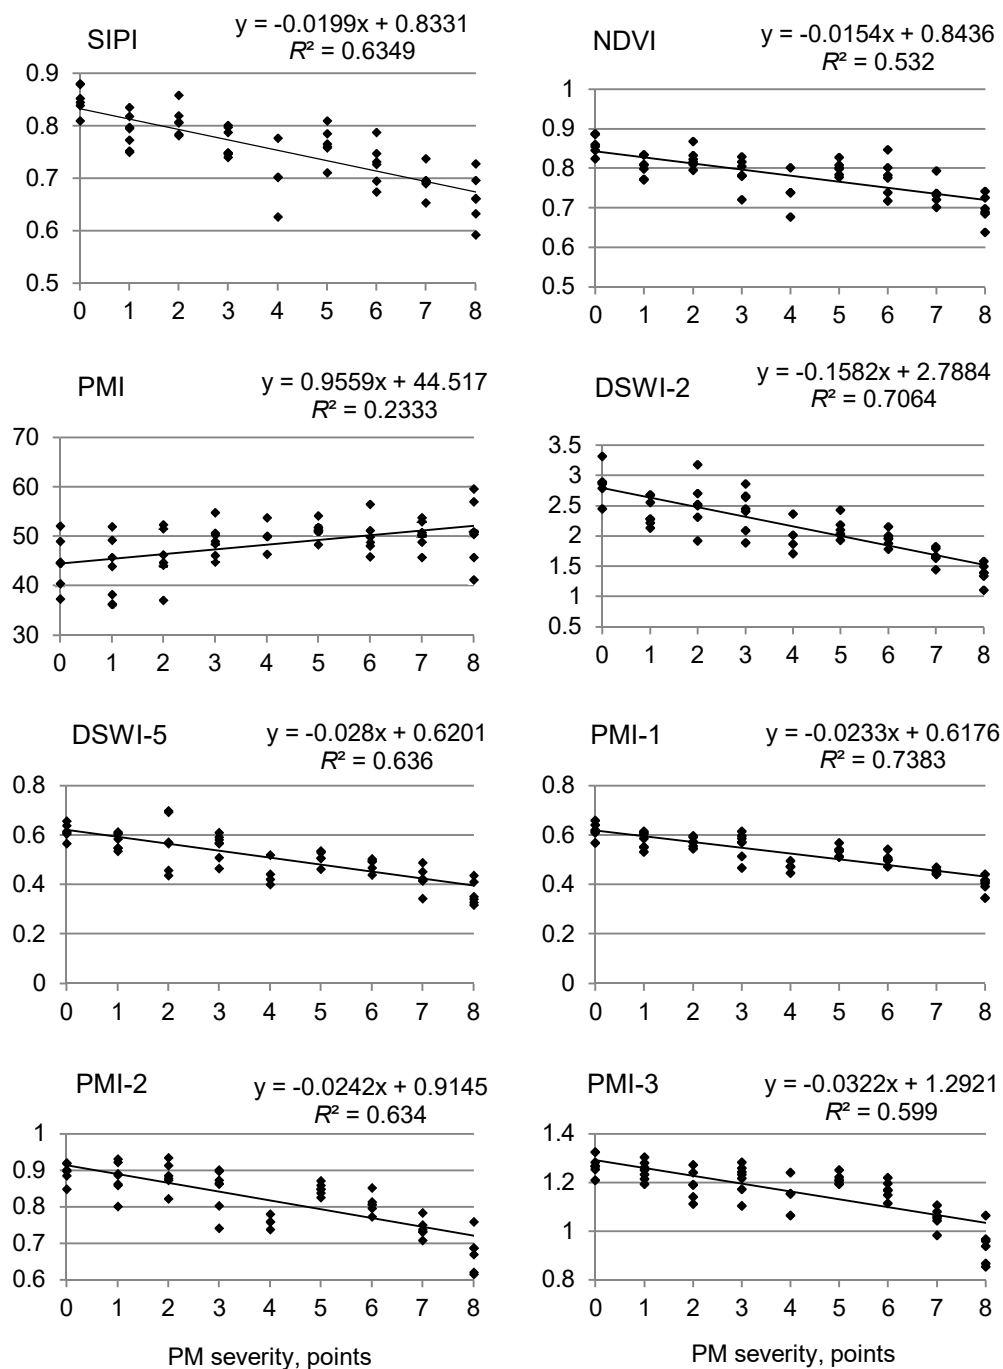 SIPI
y = -0.0199x + 0.8331
R² = 0.6349
0.9
0.8
0.7
0.6
0.5
0 1 2 3 4 5 6 7 8
NDVI
y = -0.0154x + 0.8436
R² = 0.532
1
0.9
0.8
0.7
0.6
0.5
0 1 2 3 4 5 6 7 8
PMI
y = 0.9559x + 44.517
R² = 0.2333
70
60
50
40
30
0 1 2 3 4 5 6 7 8
DSWI-2
y = -0.1582x + 2.7884
R² = 0.7064
3.5
3
2.5
2
1.5
1
0.5
0 1 2 3 4 5 6 7 8
DSWI-5
y = -0.028x + 0.6201
R² = 0.636
0.8
0.6
0.4
0.2
0
0 1 2 3 4 5 6 7 8
PMI-1
y = -0.0233x + 0.6176
R² = 0.7383
0.8
0.6
0.4
0.2
0
0 1 2 3 4 5 6 7 8
PMI-2
y = -0.0242x + 0.9145
R² = 0.634
1
0.9
0.8
0.7
0.6
0 1 2 3 4 5 6 7 8
PM severity, points
PMI-3
y = -0.0322x + 1.2921
R² = 0.599
1.4
1.2
1
0.8
0 1 2 3 4 5 6 7 8
PM severity, points